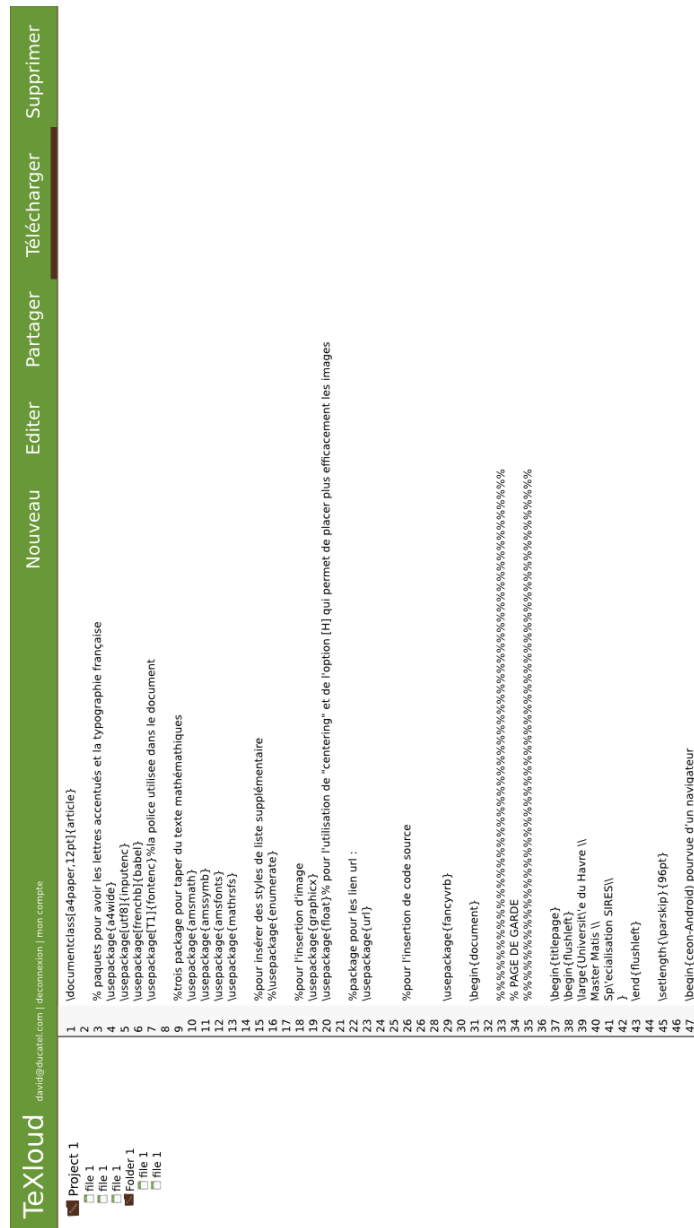 TeXloud david@ducatel.com | deconnexion | mon compte Nouveau Editer Partager Télécharger Supprimer
Project 1
file 1
file 1
file 1
Folder 1
file 1
file 1
1 \documentclass[a4paper,12pt]{article}
2
3 % paquets pour avoir les lettres accentués et la typographie française
4 \usepackage{a4wide}
5 \usepackage[utf8]{inputenc}
6 \usepackage[frenchb]{babel}
7 \usepackage[T1]{fontenc}%la police utilisee dans le document
8
9 %trois package pour taper du texte mathémathiques
10 \usepackage{amsmath}
11 \usepackage{amssymb}
12 \usepackage{amsfonts}
13 \usepackage{mathrsfs}
14
15 %pour insérer des styles de liste supplémentaire
16 %\usepackage{enumerate}
17
18 %pour l'insertion d'image
19 \usepackage{graphicx}
20 \usepackage{float}% pour l'utilisation de "centering" et de l'option [H] qui permet de placer plus efficacement les images
21
22 %package pour les lien url :
23 \usepackage{url}
24
25
26 %pour l'insertion de code source
26
28
29 \usepackage{fancyvrb}
30
31 \begin{document}
32
33 %%%%%%%%%%%%%%%%%%%%%%%%%%%%%%%%%%%%%%%%%%%%%%%
34 % PAGE DE GARDE
35 %%%%%%%%%%%%%%%%%%%%%%%%%%%%%%%%%%%%%%%%%%%%%%%
36
37 \begin{titlepage}
38 \begin{flushleft}
39 \large{Universit\'e du Havre \\
40 Master Matis \\
41 Sp\'ecialisation SIRES\\
42 }
43 \end{flushleft}
44
45 \setlength{\parskip}{96pt}
46
47 \begin{ceon-Android) pourvue d'un navigateur